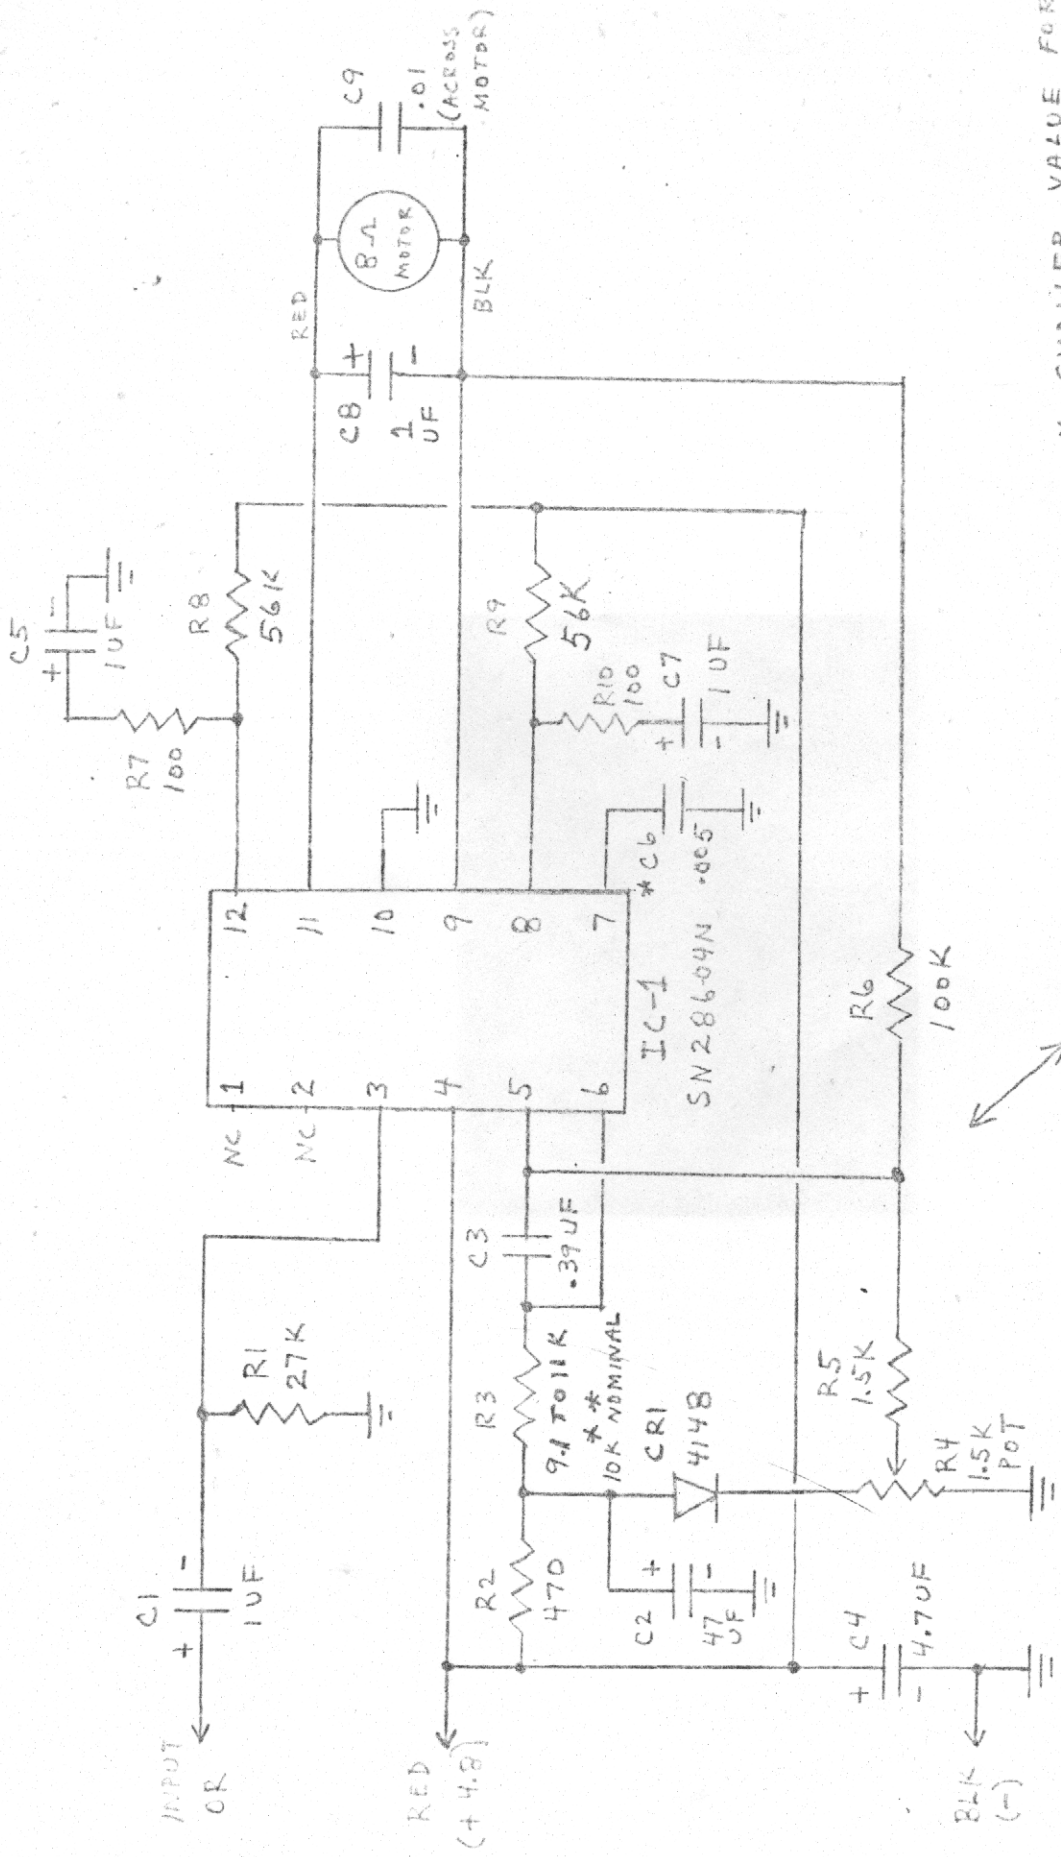 INPUT
OR
C1
+
-
1UF
R1
27K
NC
1
NC
2
3
4
5
6
12
11
10
9
8
7
IC-1
SN28604N
R7
100
C5
+
-
1UF
R8
56K
R9
56K
R10
100
+
-
C7
1UF
*C6
.005
RED
C8
+
-
1
UF
8Ω
MOTOR
BLK
C9
.01
(ACROSS
MOTOR)
RED
(+ 4.8)
R2
470
R3
9.1 TO 11K
**
10K NOMINAL
C3
.39UF
CR1
4148
C2
+
-
47
UF
R5
1.5K
R4
1.5K
POT
R6
100K
C4
+
-
4.7UF
BLK
(-)
VALUE FOR